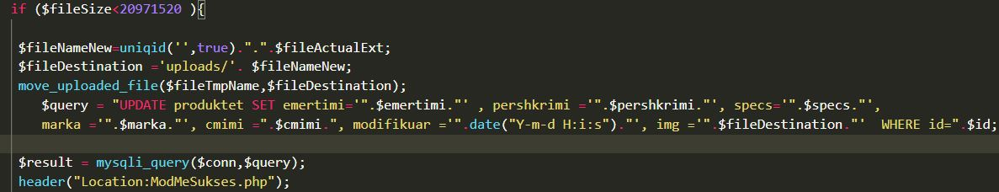 if ($fileSize<20971520 ){
$fileNameNew=uniqid('',true).".".$fileActualExt;
$fileDestination ='uploads/'. $fileNameNew;
move_uploaded_file($fileTmpName,$fileDestination);
$query = "UPDATE produktet SET emertimi='".$emertimi."' , pershkrimi ='".$pershkrimi."', specs='".$specs."',
marka ='".$marka."', cmimi =".$cmimi.", modifikuar ='".date("Y-m-d H:i:s")."', img ='".$fileDestination."'  WHERE id=".$id;
$result = mysqli_query($conn,$query);
header("Location:ModMeSukses.php");